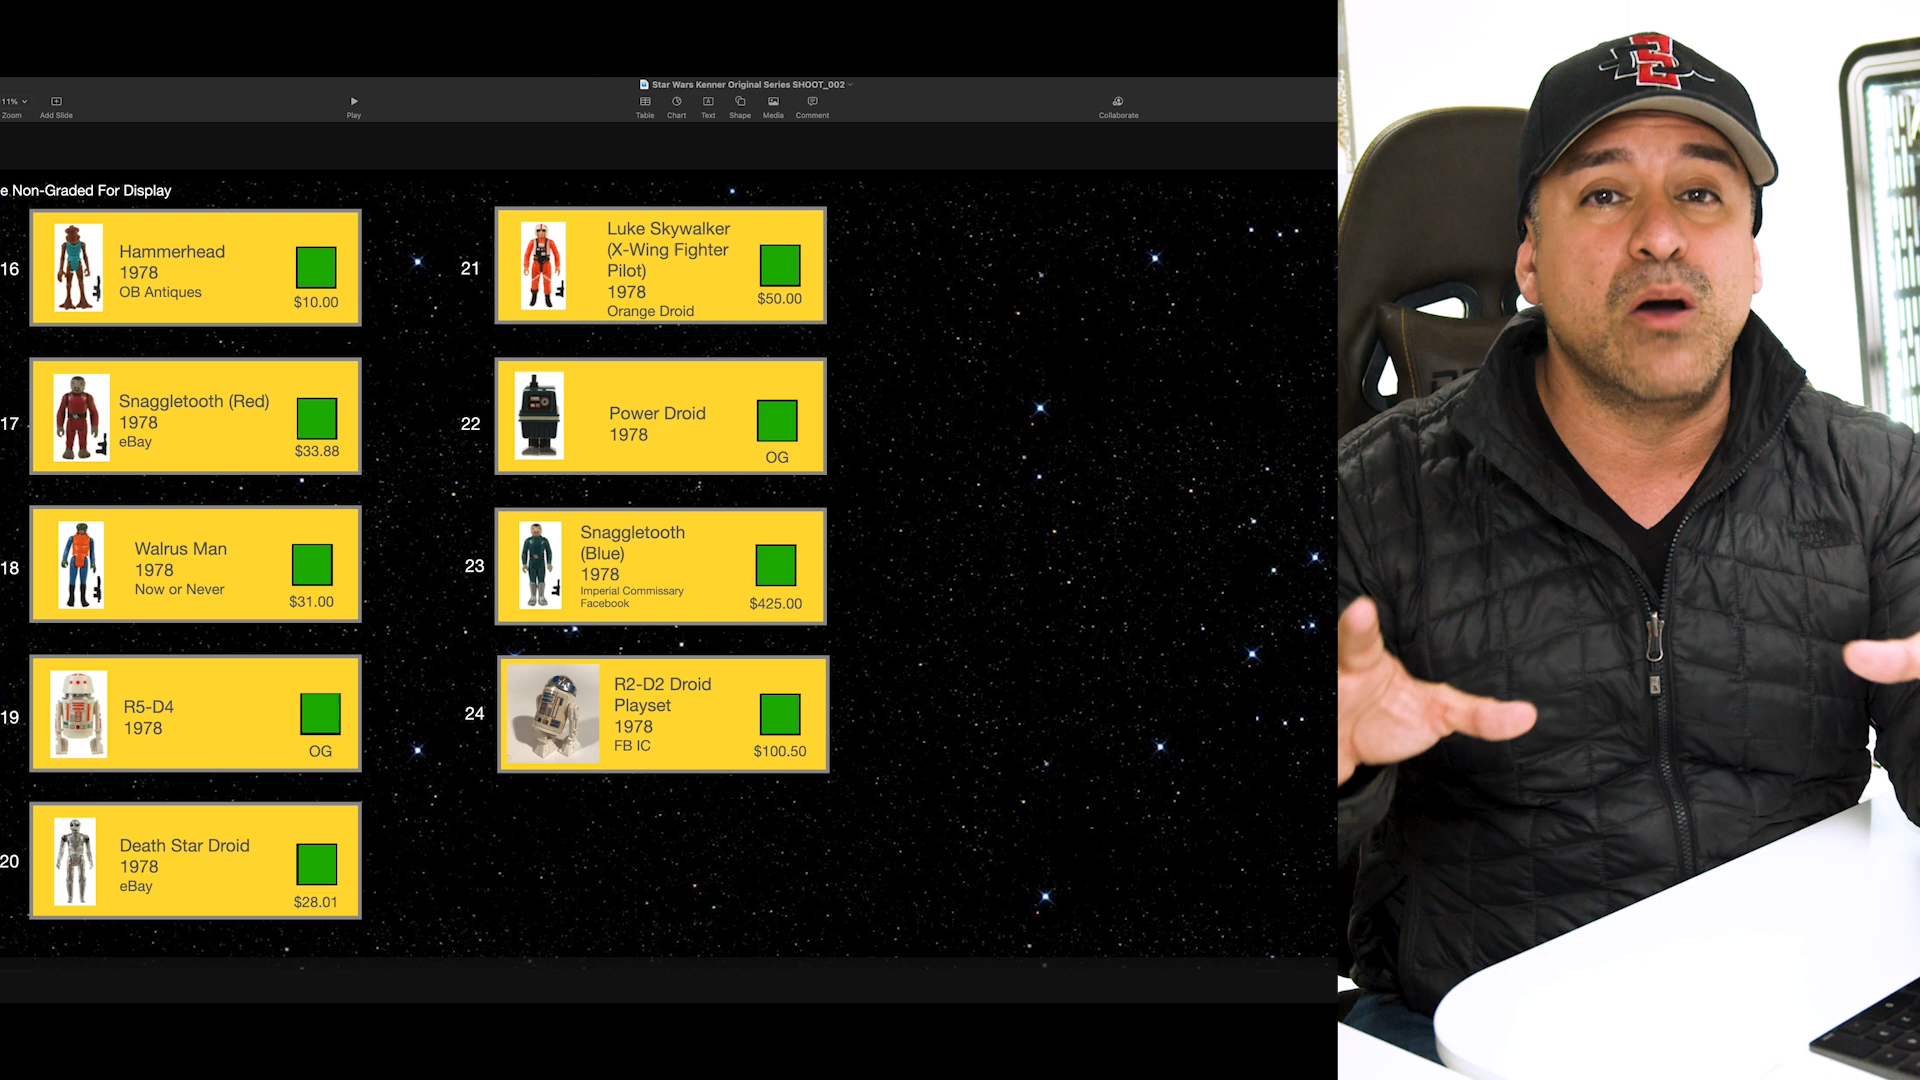 Star Wars Kenner Original Series SHOOT_002
11%
Zoom
Add Slide
Play
Table
Chart
Text
Shape
Media
Comment
Collaborate
e Non-Graded For Display
16
Hammerhead
1978
OB Antiques
$10.00
17
Snaggletooth (Red)
1978
eBay
$33.88
18
Walrus Man
1978
Now or Never
$31.00
19
R5-D4
1978
OG
20
Death Star Droid
1978
eBay
$28.01
21
Luke Skywalker
(X-Wing Fighter
Pilot)
1978
Orange Droid
$50.00
22
Power Droid
1978
OG
23
Snaggletooth
(Blue)
1978
Imperial Commissary
Facebook
$425.00
24
R2-D2 Droid
Playset
1978
FB IC
$100.50